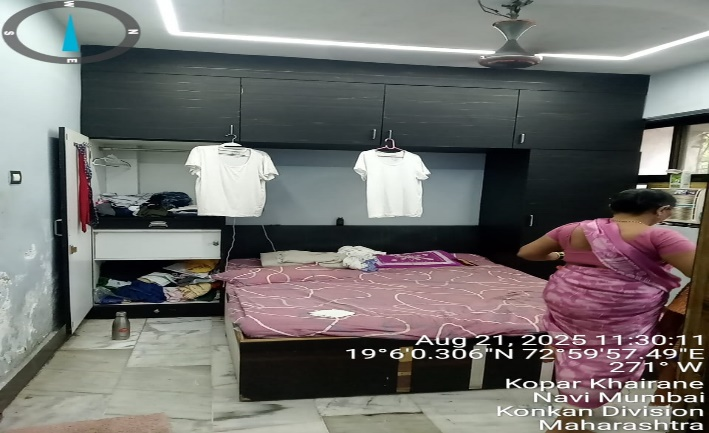 W
N
S
E
Aug 21, 2025 11:30:11
19°6'0.306"N 72°59'57.49"E
271° W
Kopar Khairane
Navi Mumbai
Konkan Division
Maharashtra